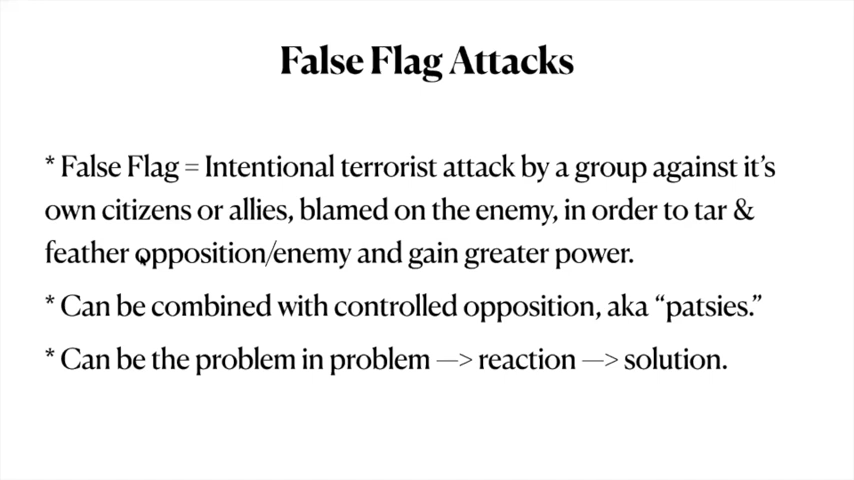 False Flag Attacks
* False Flag = Intentional terrorist attack by a group against it’s
own citizens or allies, blamed on the enemy, in order to tar &
feather opposition/enemy and gain greater power.
* Can be combined with controlled opposition, aka “patsies.”
* Can be the problem in problem —> reaction —> solution.